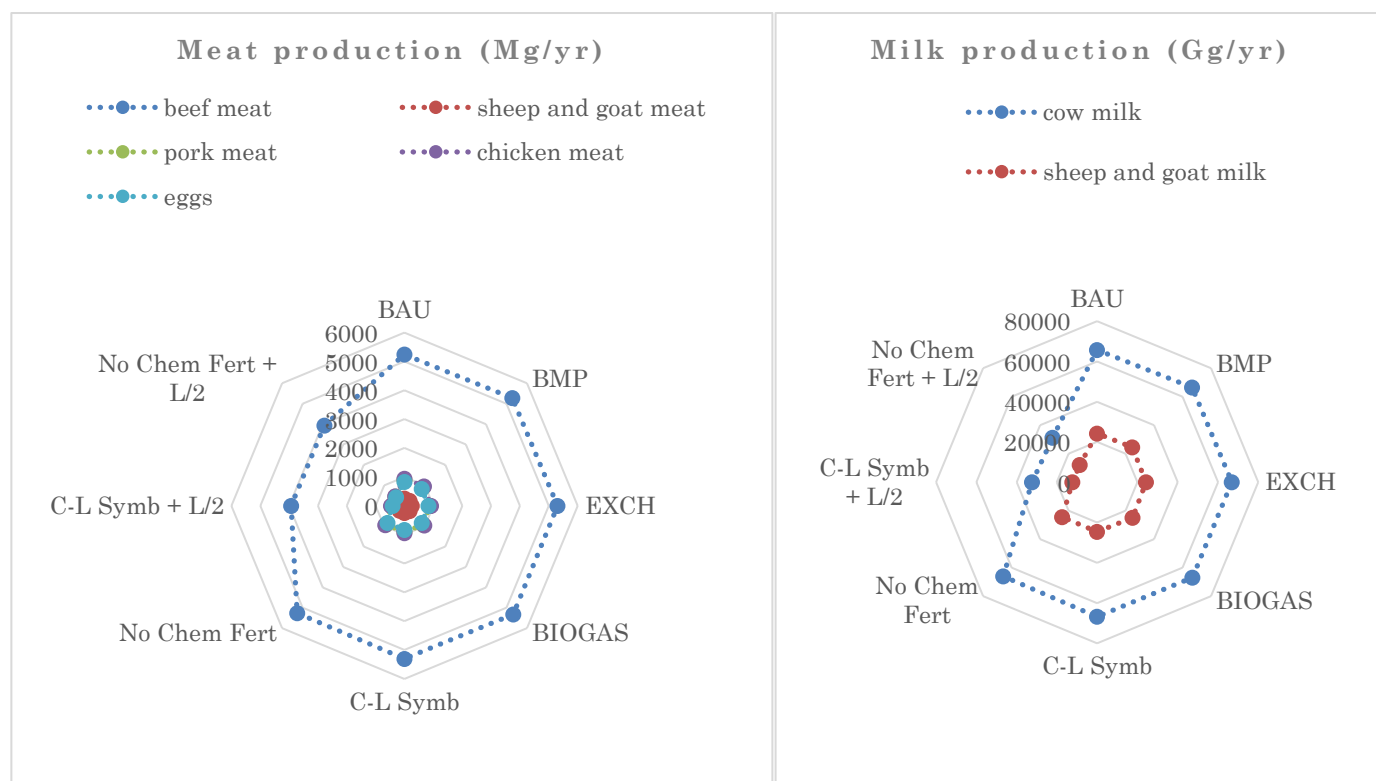 Meat production (Mg/yr)
beef meat
sheep and goat meat
pork meat
chicken meat
eggs
BAU
6000
5000
4000
3000
2000
1000
0
BMP
EXCH
BIOGAS
C-L Symb
No Chem Fert
C-L Symb + L/2
No Chem Fert +
L/2
Milk production (Gg/yr)
cow milk
sheep and goat milk
BAU
80000
60000
40000
20000
0
BMP
EXCH
BIOGAS
C-L Symb
No Chem
Fert
C-L Symb
+ L/2
No Chem
Fert + L/2